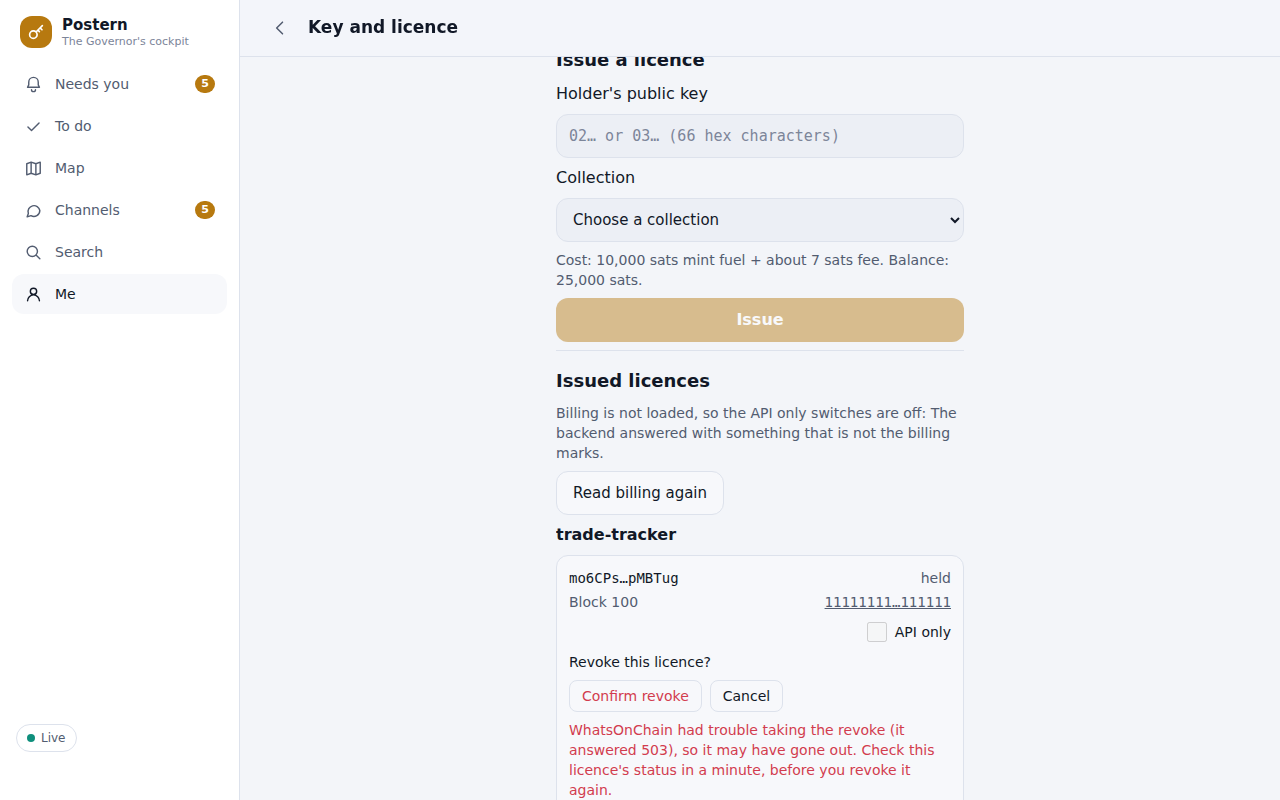 Postern
The Governor's cockpit
Needs you 5
To do
Map
Channels 5
Search
Me
Live
Key and licence
Issue a licence
Holder's public key
02… or 03… (66 hex characters)
Collection
Choose a collection
Cost: 10,000 sats mint fuel + about 7 sats fee. Balance:
25,000 sats.
Issue
Issued licences
Billing is not loaded, so the API only switches are off: The
backend answered with something that is not the billing
marks.
Read billing again
trade-tracker
mo6CPs…pMBTug held
Block 100 11111111…111111
API only
Revoke this licence?
Confirm revoke Cancel
WhatsOnChain had trouble taking the revoke (it
answered 503), so it may have gone out. Check this
licence's status in a minute, before you revoke it
again.